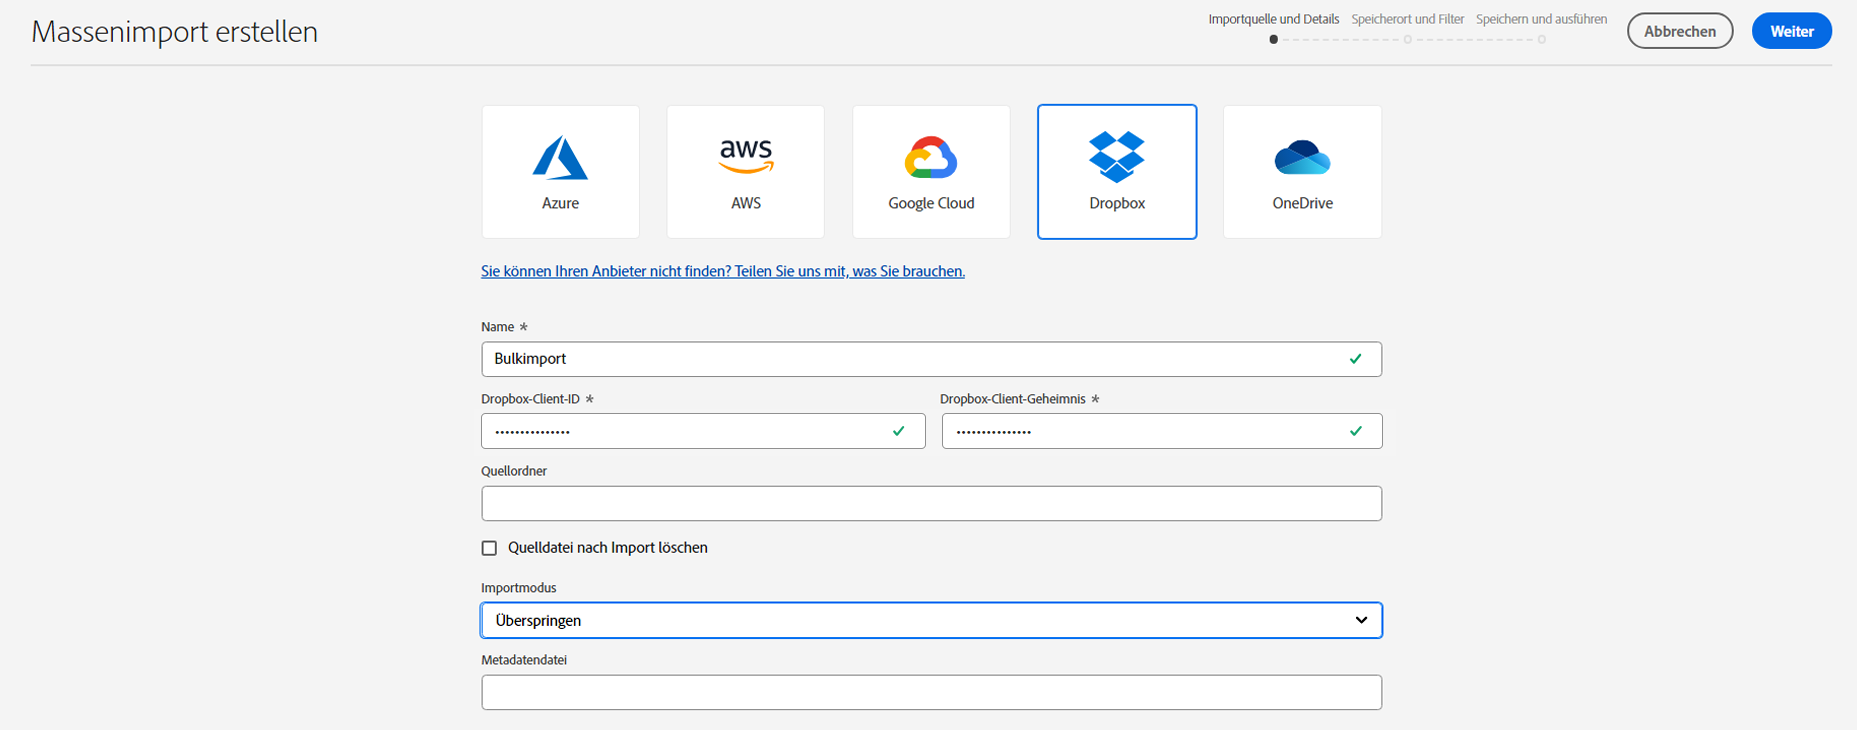 Massenimport erstellen
Importquelle und Details
Speicherort und Filter
Speichern und ausführen
Abbrechen
Weiter
Azure
aws
AWS
Google Cloud
Dropbox
OneDrive
Sie können Ihren Anbieter nicht finden? Teilen Sie uns mit, was Sie brauchen.
Name *
Bulkimport
Dropbox-Client-ID *
Dropbox-Client-Geheimnis *
•••••••••••••••
•••••••••••••••
Quellordner
Quelldatei nach Import löschen
Importmodus
Überspringen
Metadatendatei